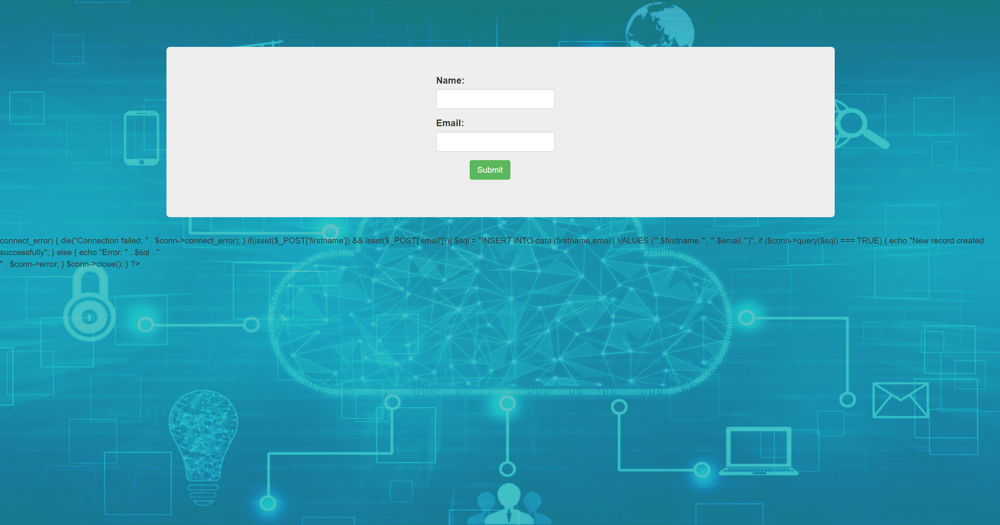 Name:
Email:
Submit
connect_error) { die("Connection failed: " . $conn->connect_error); } if(isset($_POST['firstname']) && isset($_POST['email'])){ $sql = "INSERT INTO data (firstname,email) VALUES ('".$firstname."', '".$email."')"; if ($conn->query($sql) === TRUE) { echo "New record created
successfully"; } else { echo "Error: " . $sql . "
" . $conn->error; } $conn->close(); } ?>